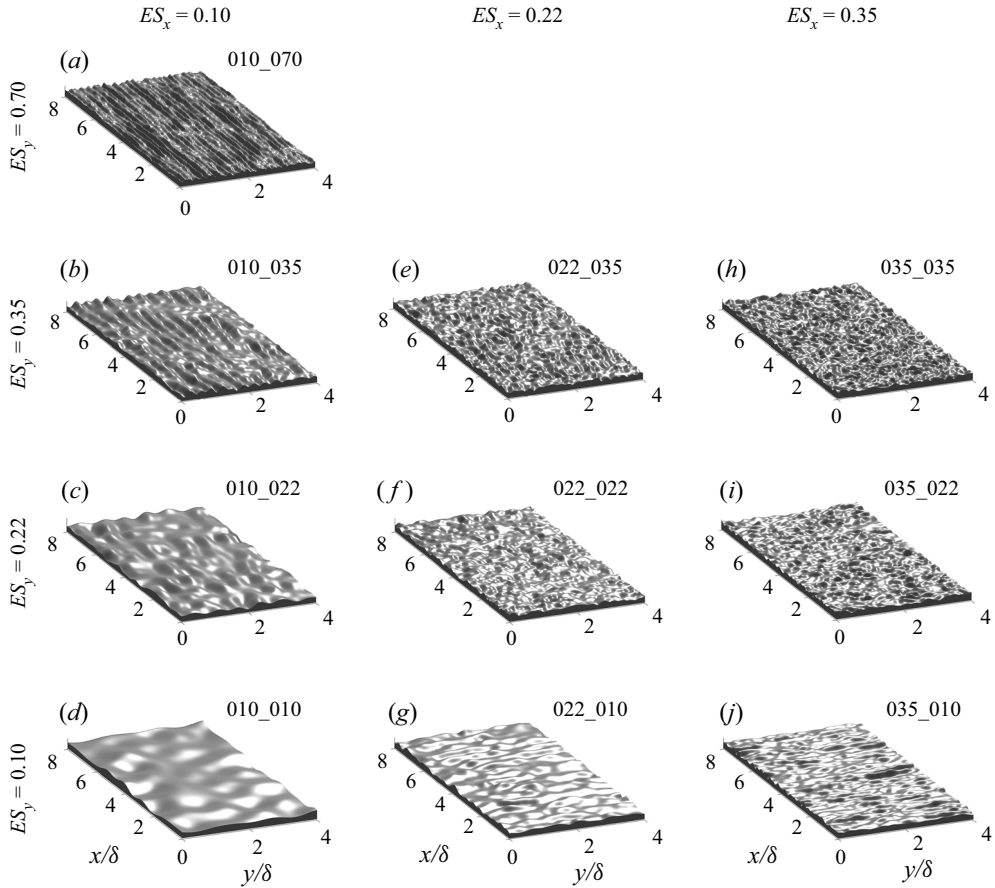 ES_x = 0.10 ES_x = 0.22 ES_x = 0.35
ES_y = 0.70
(a) 010_070
8 6 4 2 0 2 4
ES_y = 0.35
(b) 010_035 (e) 022_035 (h) 035_035
8 6 4 2 0 2 4 8 6 4 2 0 2 4 8 6 4 2 0 2 4
ES_y = 0.22
(c) 010_022 (f) 022_022 (i) 035_022
8 6 4 2 0 2 4 8 6 4 2 0 2 4 8 6 4 2 0 2 4
ES_y = 0.10
(d) 010_010 (g) 022_010 (j) 035_010
8 6 4 2 0 2 4 8 6 4 2 0 2 4 8 6 4 2 0 2 4
x/δ y/δ x/δ y/δ x/δ y/δ